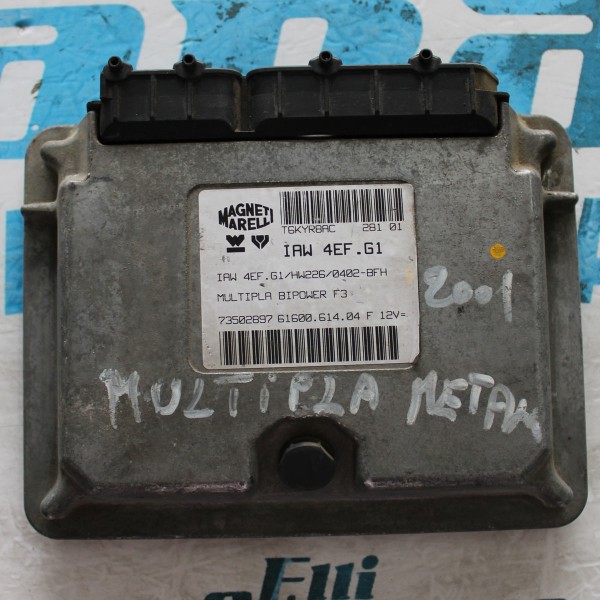 MAGNETI MARELLI
T6KYR8AC 281 01
IAW 4EF.G1
IAW 4EF.G1/HW226/0402-BFH
MULTIPLA BIPOWER F3
73502897 61600.614.04 F 12V=
2001
MULTIPLA METAN
Elli